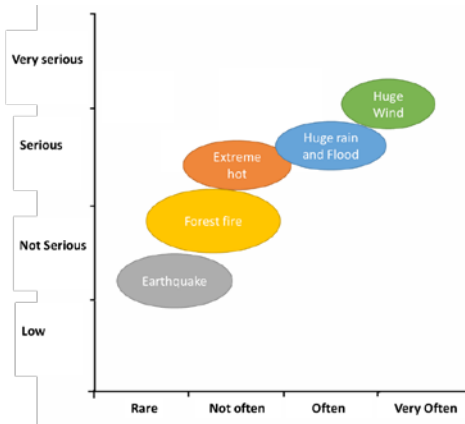 Very serious
Serious
Not Serious
Low
Huge
Wind
Huge rain
and Flood
Extreme
hot
Forest fire
Earthquake
Rare
Not often
Often
Very Often